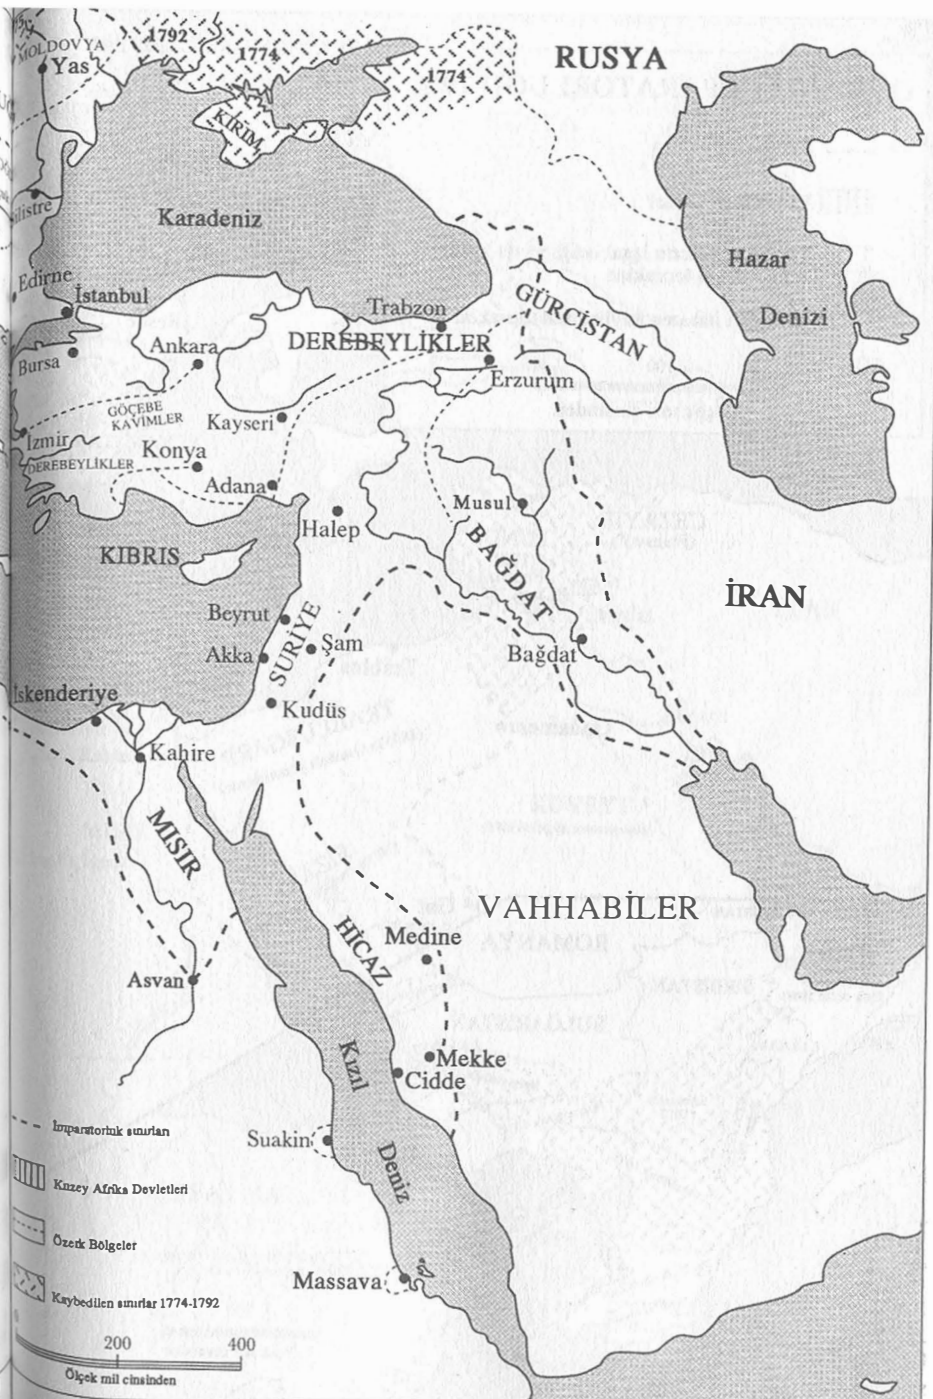 1792
MOLDOVYA
1774
RUSYA
Yas
1774
KIRIM
Karadeniz
Hazar
Denizi
Edirne
İstanbul
Trabzon
GÜRCİSTAN
DEREBEYLİKLER
Bursa
Ankara
Erzurum
GÖÇEBE
KAVİMLER
Kayseri
İzmir
Konya
DEREBEYLİKLER
Adana
Musul
Halep
BAĞDAT
KIBRIS
İRAN
Beyrut
SURİYE
Şam
Akka
Bağdat
İskenderiye
Kudüs
Kahire
MISIR
VAHHABİLER
HİCAZ
Medine
Asvan
Mekke
Kızıl
Cidde
Deniz
İmparatorluk sınırları
Suakin
Kuzey Afrika Devletleri
Özerk Bölgeler
Massava
Kaybedilen sınırlar 1774-1792
200
400
Ölçek mil cinsinden